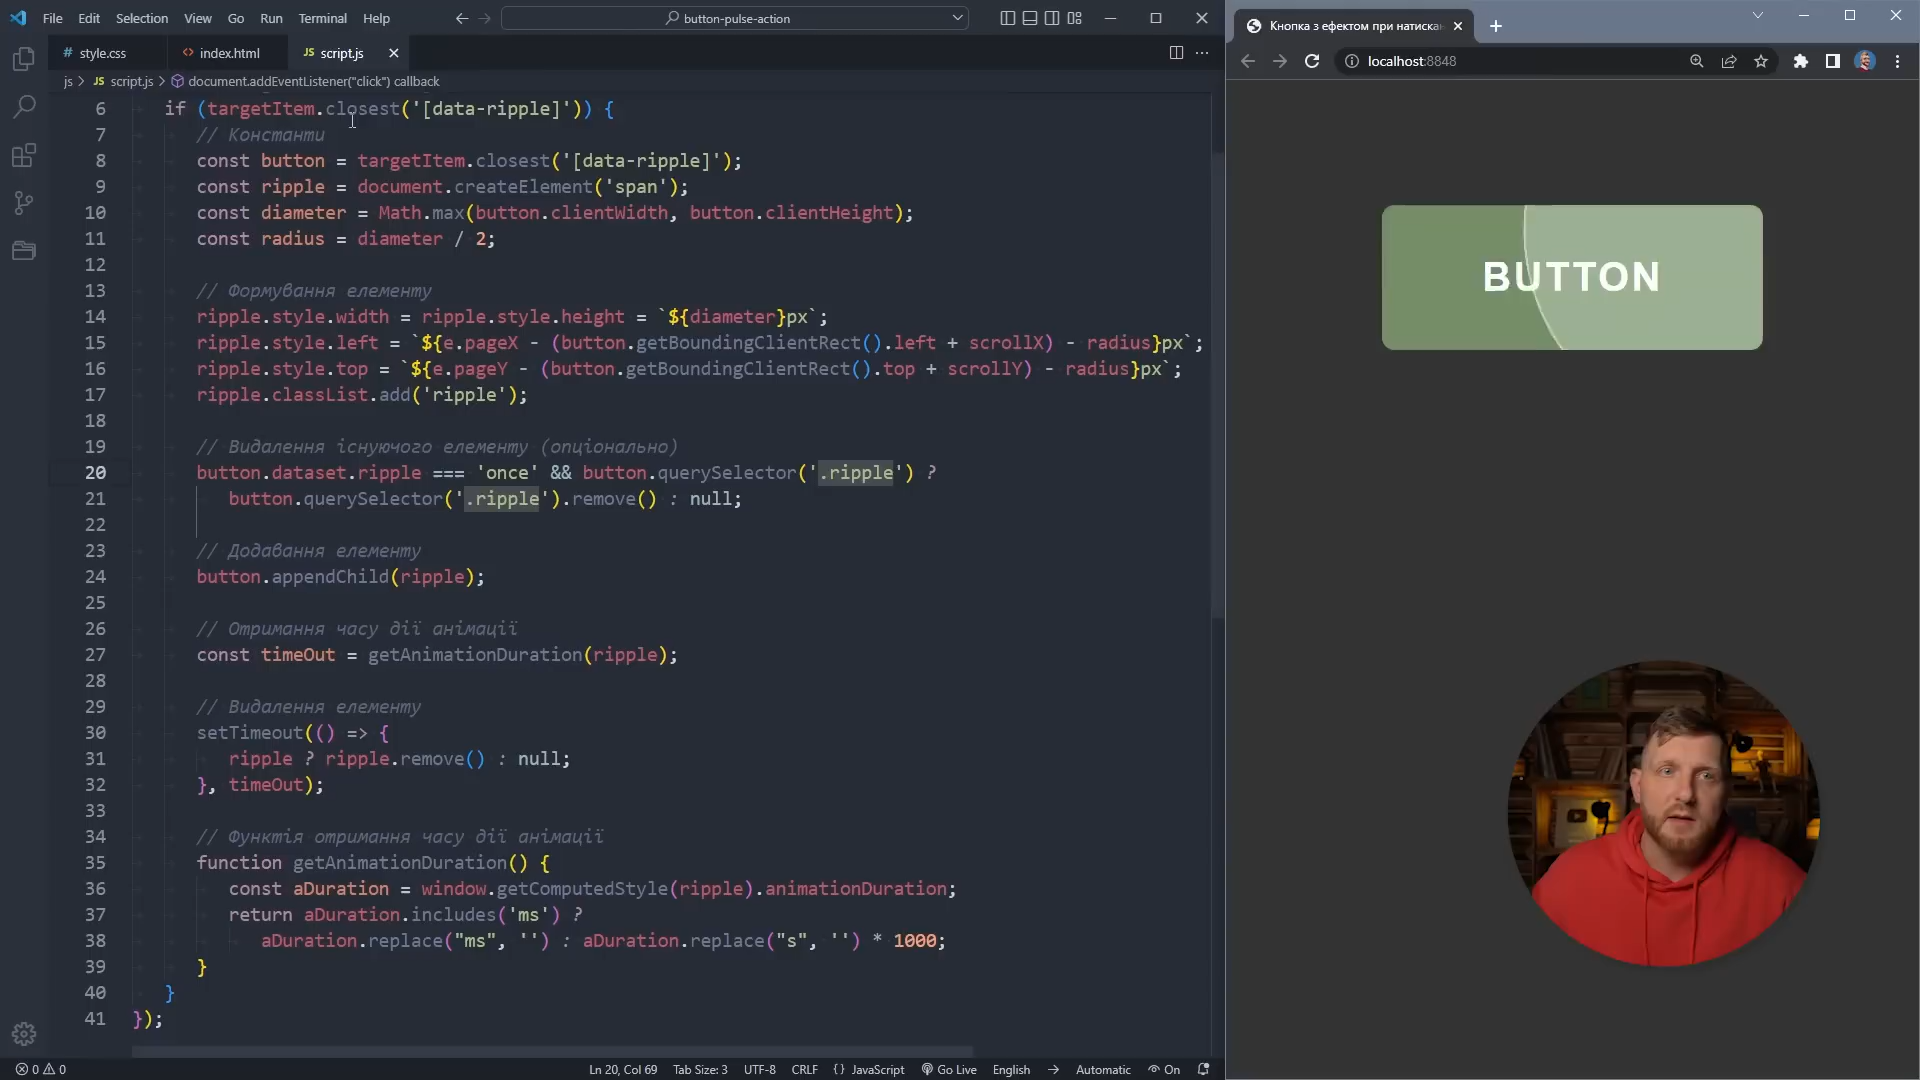 File Edit Selection View Go Run Terminal Help
button-pulse-action
# style.css
<> index.html
JS script.js
js > JS script.js > document.addEventListener("click") callback
6 if (targetItem.closest('[data-ripple]')) {
7 // Константи
8 const button = targetItem.closest('[data-ripple]');
9 const ripple = document.createElement('span');
10 const diameter = Math.max(button.clientWidth, button.clientHeight);
11 const radius = diameter / 2;
12
13 // Формування елементу
14 ripple.style.width = ripple.style.height = `${diameter}px`;
15 ripple.style.left = `${e.pageX - (button.getBoundingClientRect().left + scrollX) - radius}px`;
16 ripple.style.top = `${e.pageY - (button.getBoundingClientRect().top + scrollY) - radius}px`;
17 ripple.classList.add('ripple');
18
19 // Видалення існуючого елементу (опціонально)
20 button.dataset.ripple === 'once' && button.querySelector('.ripple') ?
21 button.querySelector('.ripple').remove() : null;
22
23 // Додавання елементу
24 button.appendChild(ripple);
25
26 // Отримання часу дії анімації
27 const timeOut = getAnimationDuration(ripple);
28
29 // Видалення елементу
30 setTimeout(() => {
31 ripple ? ripple.remove() : null;
32 }, timeOut);
33
34 // Функтія отримання часу дії анімації
35 function getAnimationDuration() {
36 const aDuration = window.getComputedStyle(ripple).animationDuration;
37 return aDuration.includes('ms') ?
38 aDuration.replace("ms", '') : aDuration.replace("s", '') * 1000;
39 }
40 }
41 });
0 0
Ln 20, Col 69 Tab Size: 3 UTF-8 CRLF {} JavaScript Go Live English Automatic On
Кнопка з ефектом при натискан
localhost:8848
BUTTON